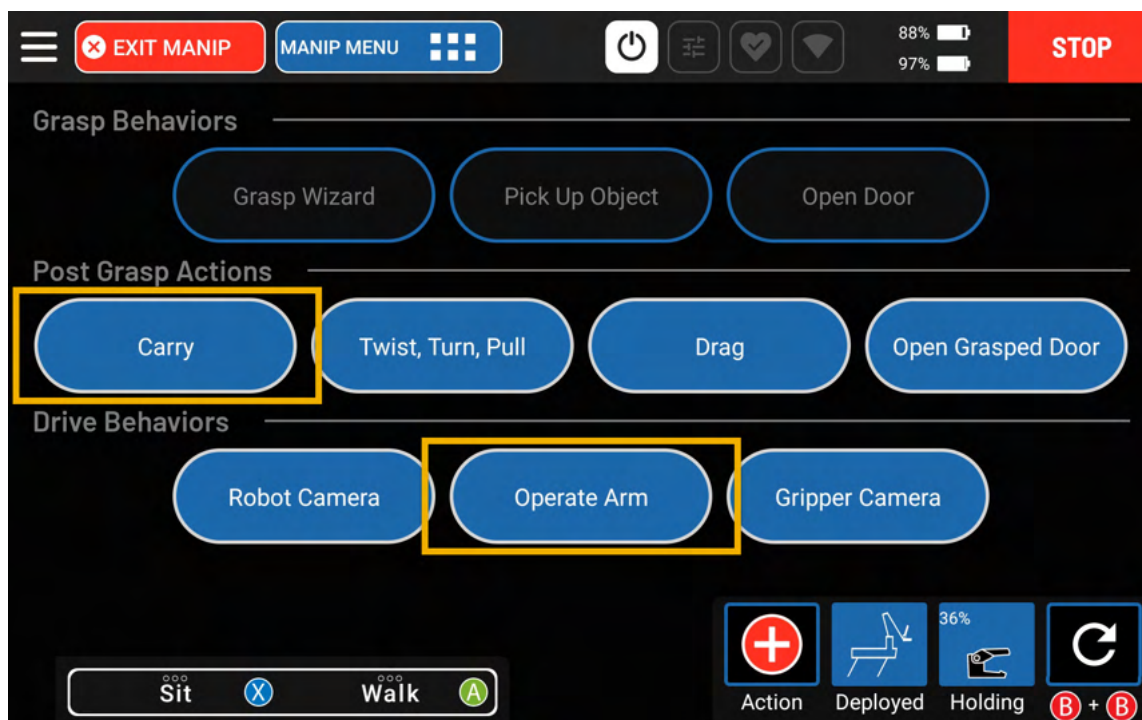 EXIT MANIP MANIP MENU 88% STOP
97%
Grasp Behaviors
Grasp Wizard Pick Up Object Open Door
Post Grasp Actions
Carry Twist, Turn, Pull Drag Open Grasped Door
Drive Behaviors
Robot Camera Operate Arm Gripper Camera
36%
Sit X Walk A
Action Deployed Holding B + B